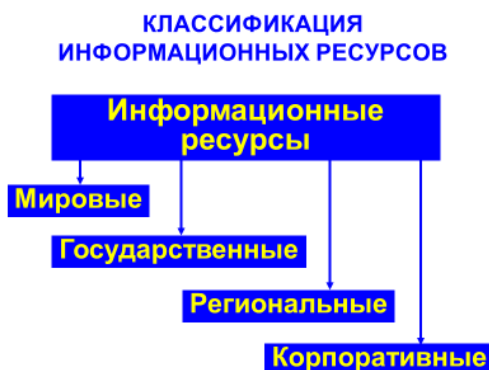 КЛАССИФИКАЦИЯ
ИНФОРМАЦИОННЫХ РЕСУРСОВ
Информационные
ресурсы
Мировые
Государственные
Региональные
Корпоративные